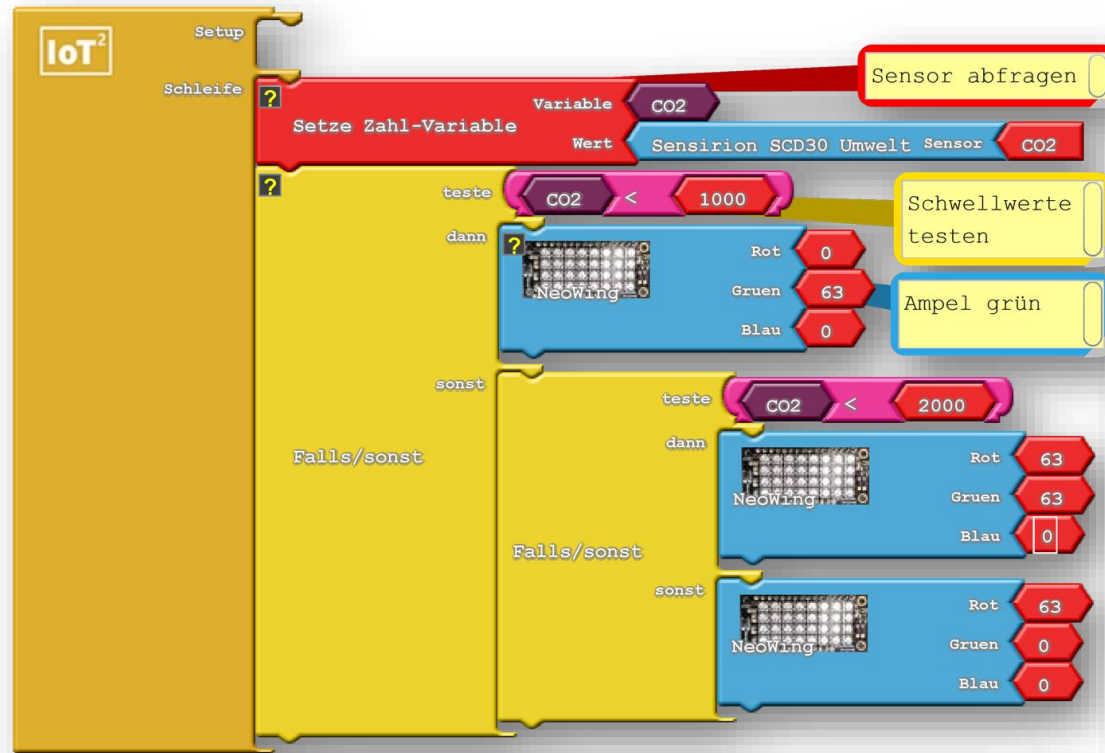 IoT²
Setup
Schleife
?
Setze Zahl-Variable
Variable CO2
Wert Sensirion SCD30 Umwelt Sensor CO2
Sensor abfragen
?
Falls/sonst
teste CO2 < 1000
Schwellwerte
testen
dann
?
NeoWing
Rot 0
Gruen 63
Blau 0
Ampel grün
sonst
Falls/sonst
teste CO2 < 2000
dann
NeoWing
Rot 63
Gruen 63
Blau 0
sonst
NeoWing
Rot 63
Gruen 0
Blau 0